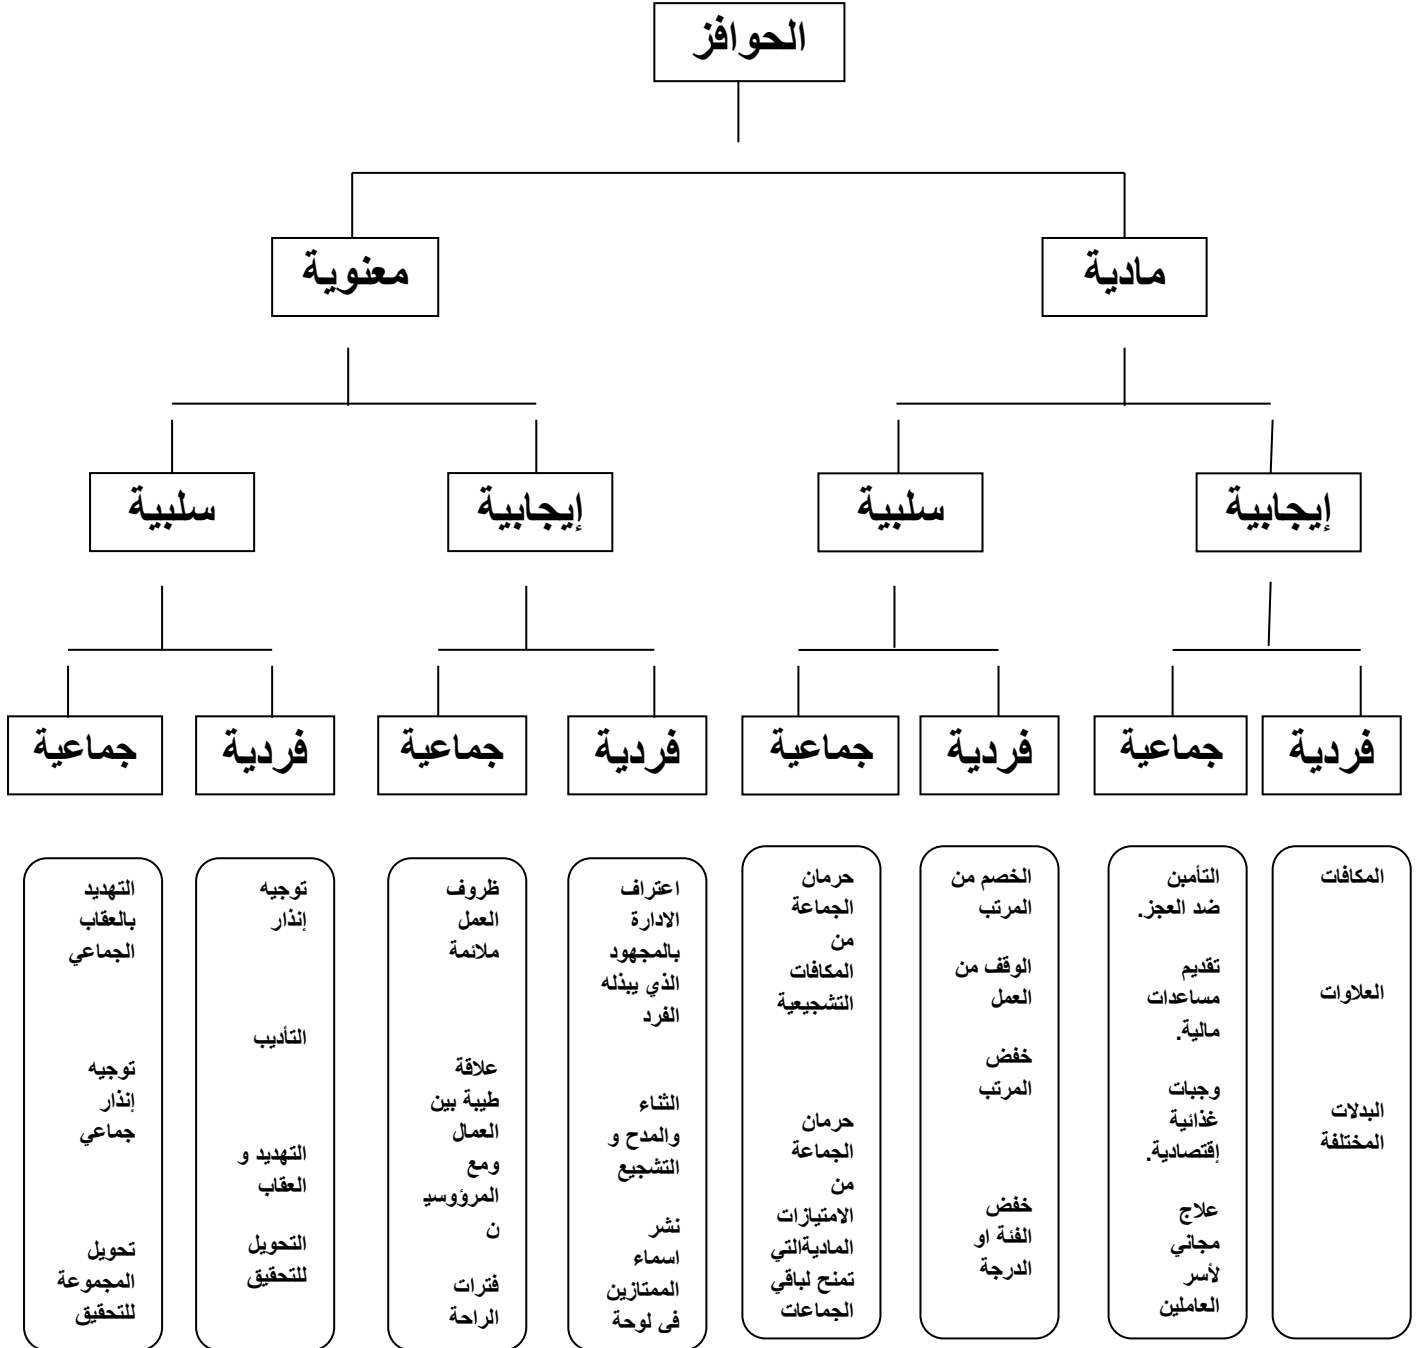 الحوافز
مادية
معنوية
إيجابية
سلبية
إيجابية
سلبية
فردية
جماعية
فردية
جماعية
فردية
جماعية
فردية
جماعية
المكافات
العلاوات
البدلات
المختلفة
التأمبن
ضد العجز.
تقديم
مساعدات
مالية.
وجبات
غذائية
إقتصادية.
علاج
مجاني
لأسر
العاملين
الخصم من
المرتب
الوقف من
العمل
خفض
المرتب
خفض
الفئة او
الدرجة
حرمان
الجماعة
من
المكافات
التشجيعية
حرمان
الجماعة
من
الامتيازات
الماديةالتي
تمنح لباقي
الجماعات
اعتراف
الادارة
بالمجهود
الذي يبذله
الفرد
الثناء
والمدح و
التشجيع
نشر
اسماء
الممتازين
في لوحة
ظروف
العمل
ملائمة
علاقة
طيبة بين
العمال
ومع
المرؤوسي
ن
فترات
الراحة
توجيه
إنذار
التأديب
التهديد و
العقاب
التحويل
للتحقيق
التهديد
بالعقاب
الجماعي
توجيه
إنذار
جماعي
تحويل
المجموعة
للتحقيق